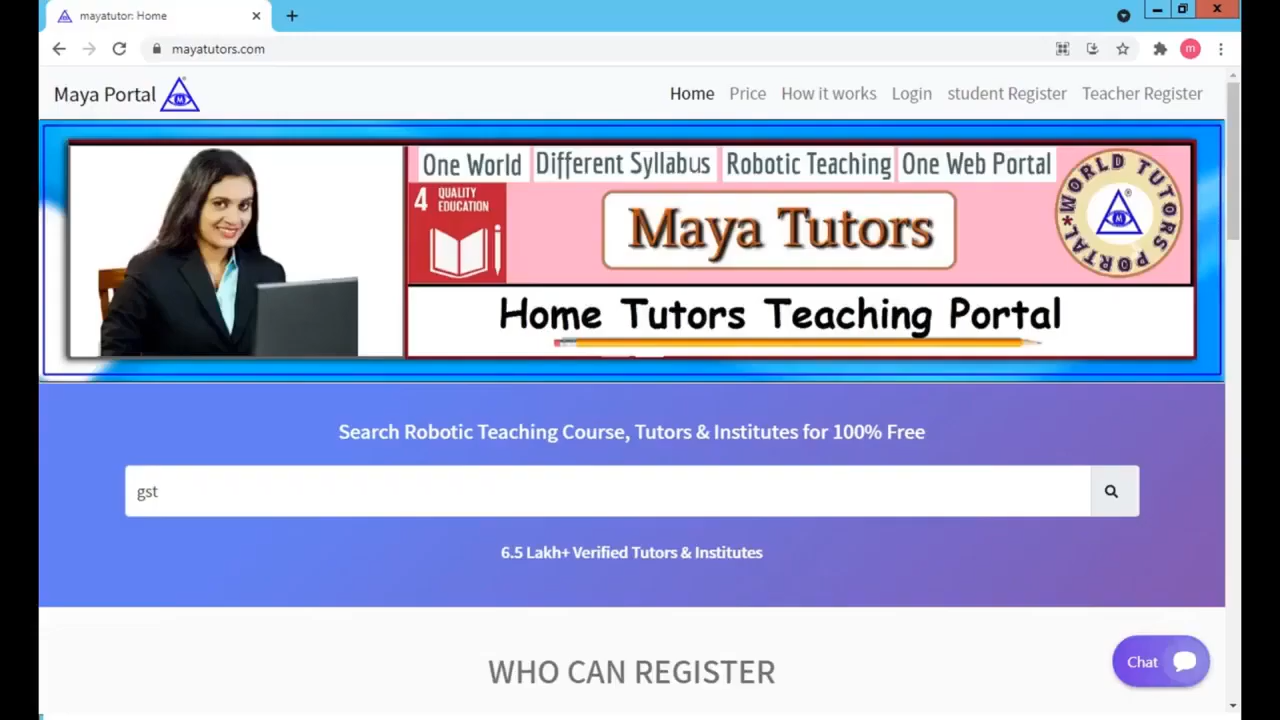 mayatutor: Home
mayatutors.com
m
Maya Portal
M
Home Price How it works Login student Register Teacher Register
One World Different Syllabus Robotic Teaching One Web Portal
4 QUALITY EDUCATION
Maya Tutors
WORLD TUTORS PORTAL
M
Home Tutors Teaching Portal
Search Robotic Teaching Course, Tutors & Institutes for 100% Free
gst
6.5 Lakh+ Verified Tutors & Institutes
WHO CAN REGISTER
Chat